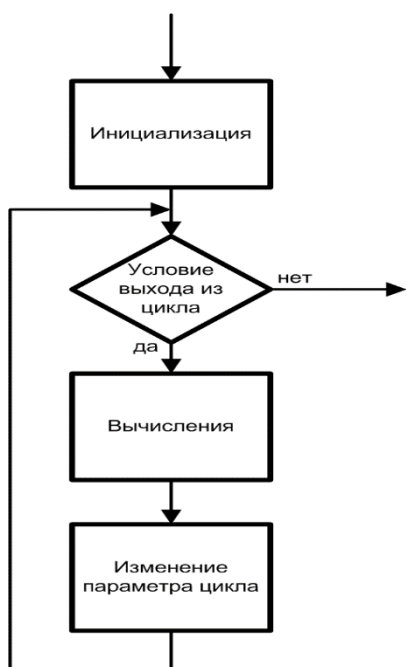 Инициализация
Условие
выхода из
цикла
нет
да
Вычисления
Изменение
параметра цикла